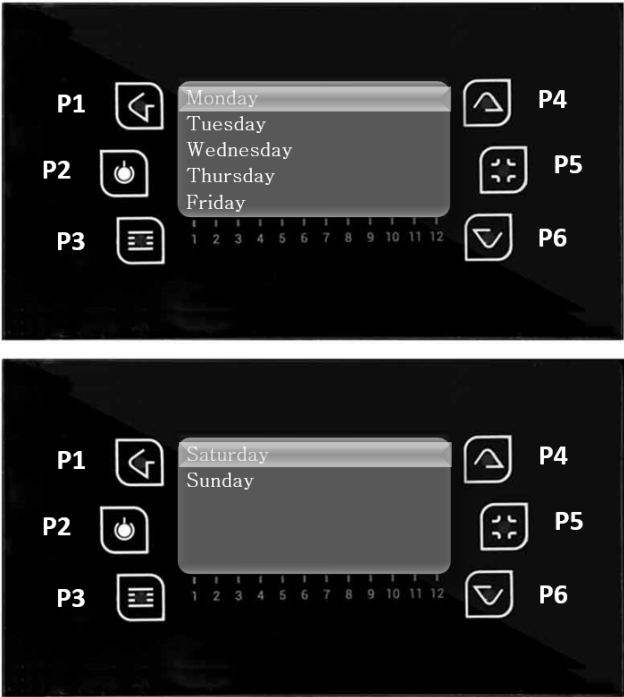 P1
Monday
P4
Tuesday
Wednesday
P2
P5
Thursday
Friday
P3
P6
1 2 3 4 5 6 7 8 9 10 11 12
P1
Saturday
P4
Sunday
P2
P5
P3
P6
1 2 3 4 5 6 7 8 9 10 11 12